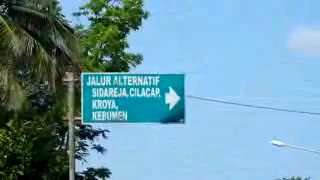 JALUR ALTERNATIF
SIDAREJA, CILACAP,
KROYA,
KEBUMEN